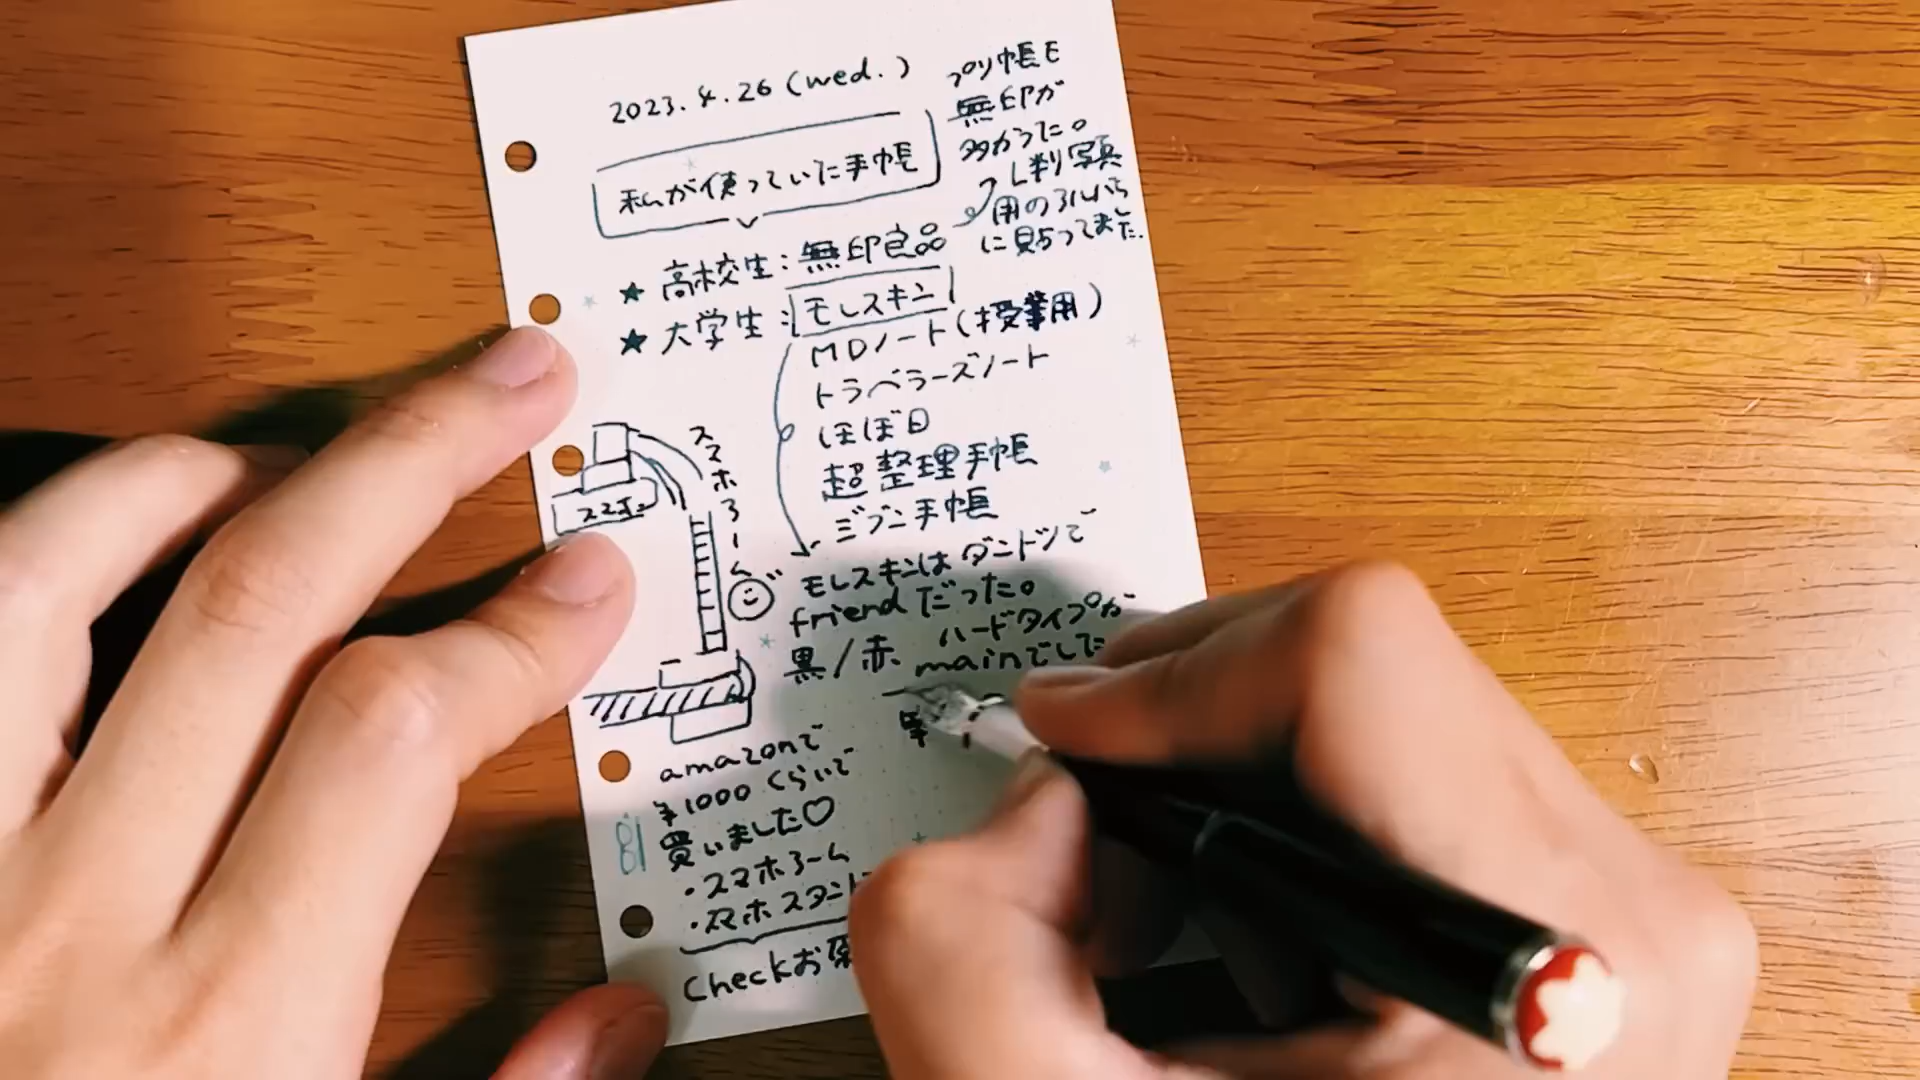 2023.4.26 (wed.)
私が使っていた手帳
プリ帳も
無印が
多かった。
L判写真
用のアルバム
に貼ってました.
★ 高校生:無印良品
★ 大学生:モレスキン
MDノート(授業用)
トラベラーズノート
ほぼ日
超整理手帳
ジブン手帳
モレスキンはダントツで
friendだった。
黒/赤 ハードタイプが
mainでした
スマホアーム
スマホ
amazonで
¥1000くらいで
買いました♡
・スマホアーム
・スマホスタンド
Checkお